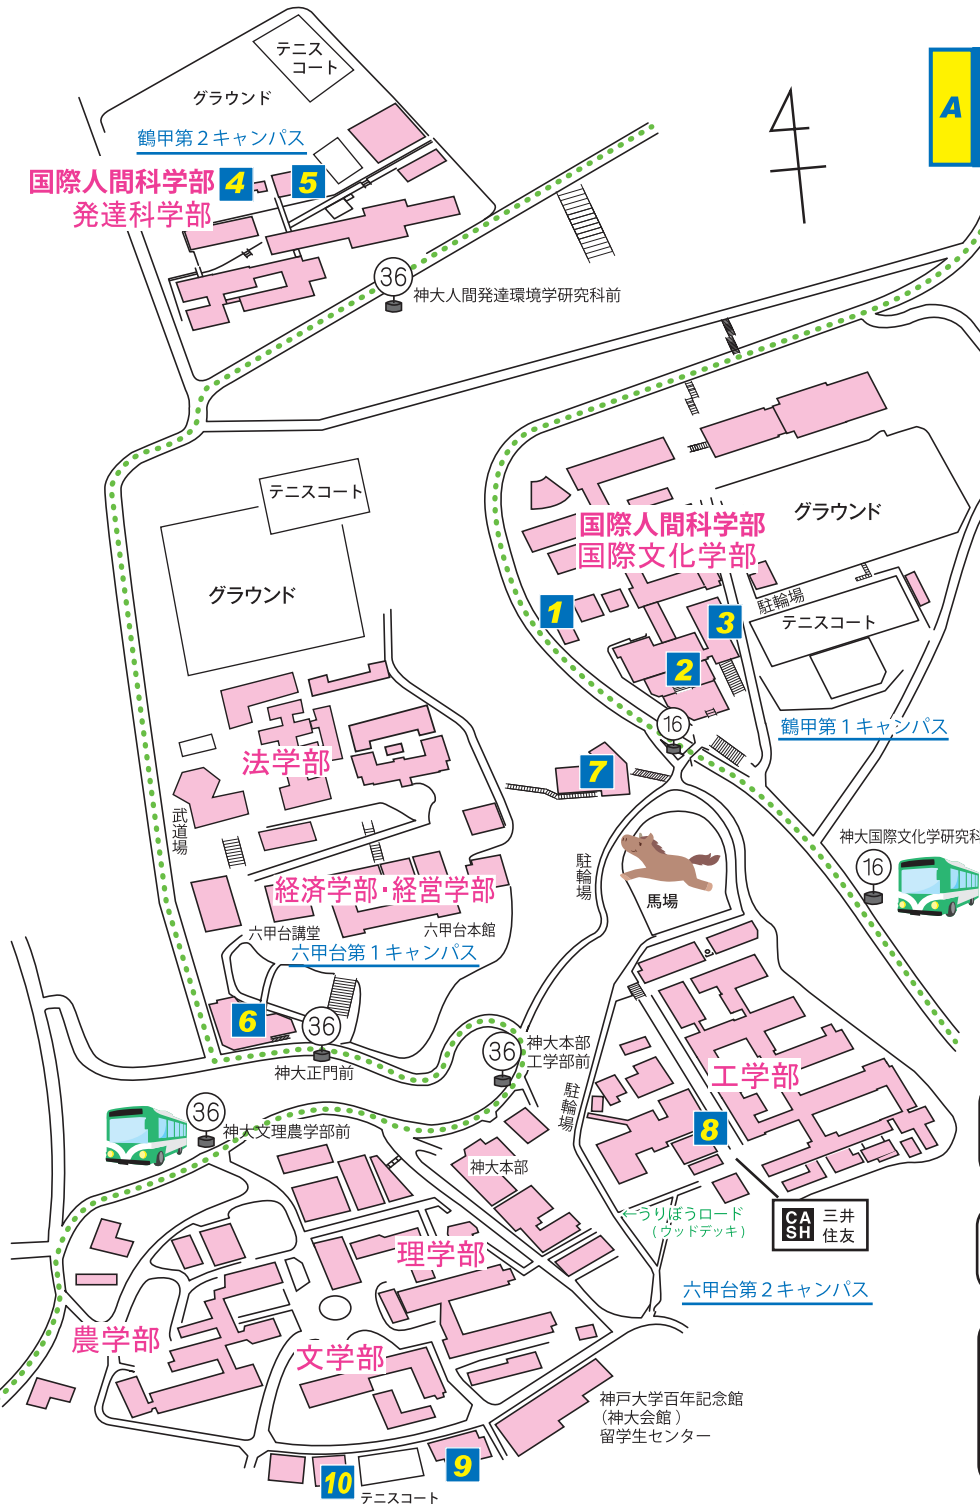 テニス
コート
グラウンド
A
鶴甲第2キャンパス
国際人間科学部
4
5
発達科学部
36
神大人間発達環境学研究科前
テニスコート
グラウンド
国際人間科学部
国際文化学部
グラウンド
1
3
駐輪場
テニスコート
2
16
鶴甲第1キャンパス
法学部
7
武道場
神大国際文化学研究科
16
駐輪場
馬場
経済学部・経営学部
六甲台講堂
六甲台本館
六甲台第1キャンパス
6
36
神大正門前
36
神大本部
工学部前
工学部
駐輪場
8
36
神大文理農学部前
神大本部
←うりぼうロード
(ウッドデッキ)
CA
SH
三井
住友
理学部
六甲台第2キャンパス
農学部
文学部
神戸大学百年記念館
(神大会館)
留学生センター
9
10
テニスコート